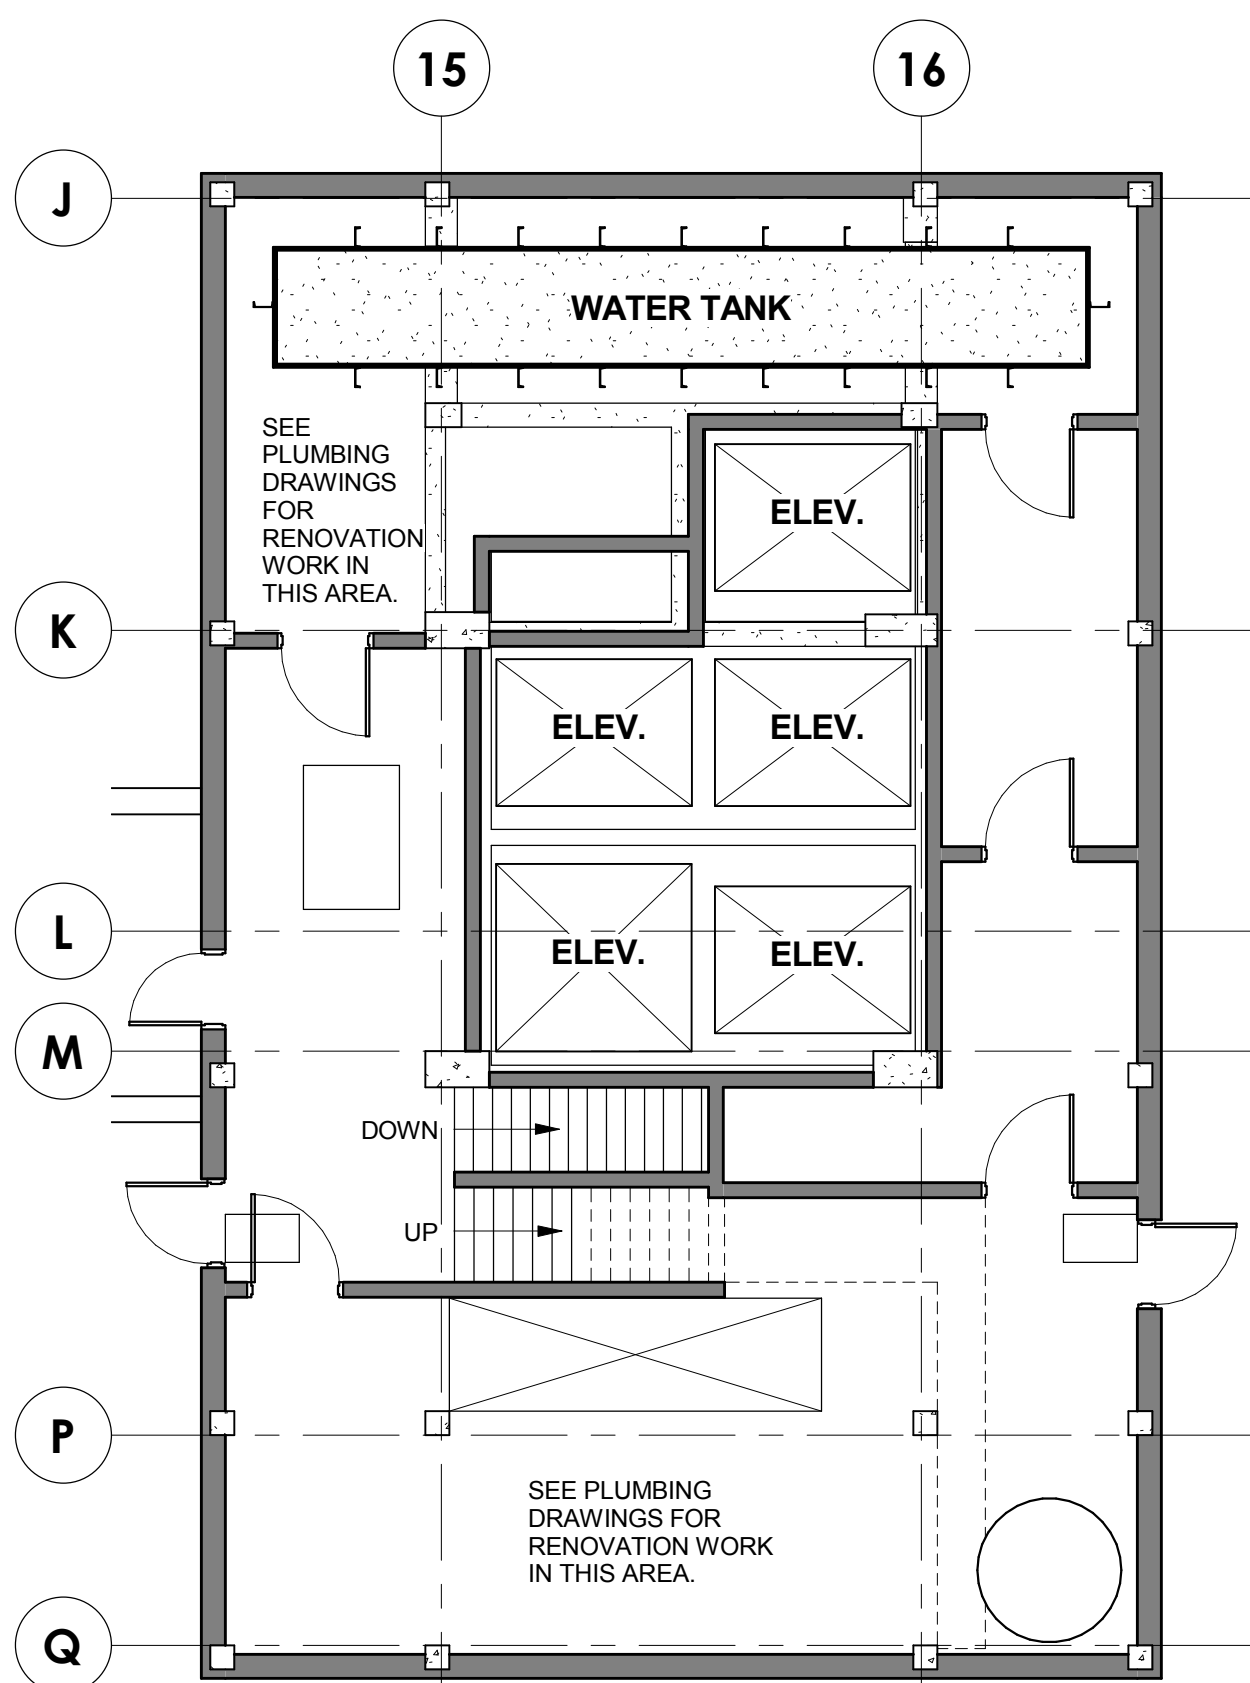 15
16
J
WATER TANK
SEE
PLUMBING
DRAWINGS
FOR
RENOVATION
WORK IN
THIS AREA.
ELEV.
K
ELEV.
ELEV.
L
ELEV.
ELEV.
M
DOWN
UP
P
SEE PLUMBING
DRAWINGS FOR
RENOVATION WORK
IN THIS AREA.
Q